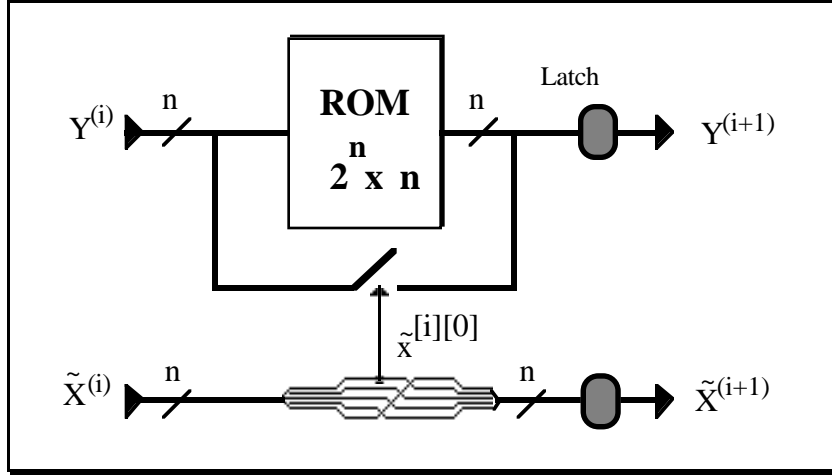 Latch
n
n
Y(i)
ROM
Y(i+1)
2^n x n
x̃[i][0]
n
n
X̃(i)
X̃(i+1)